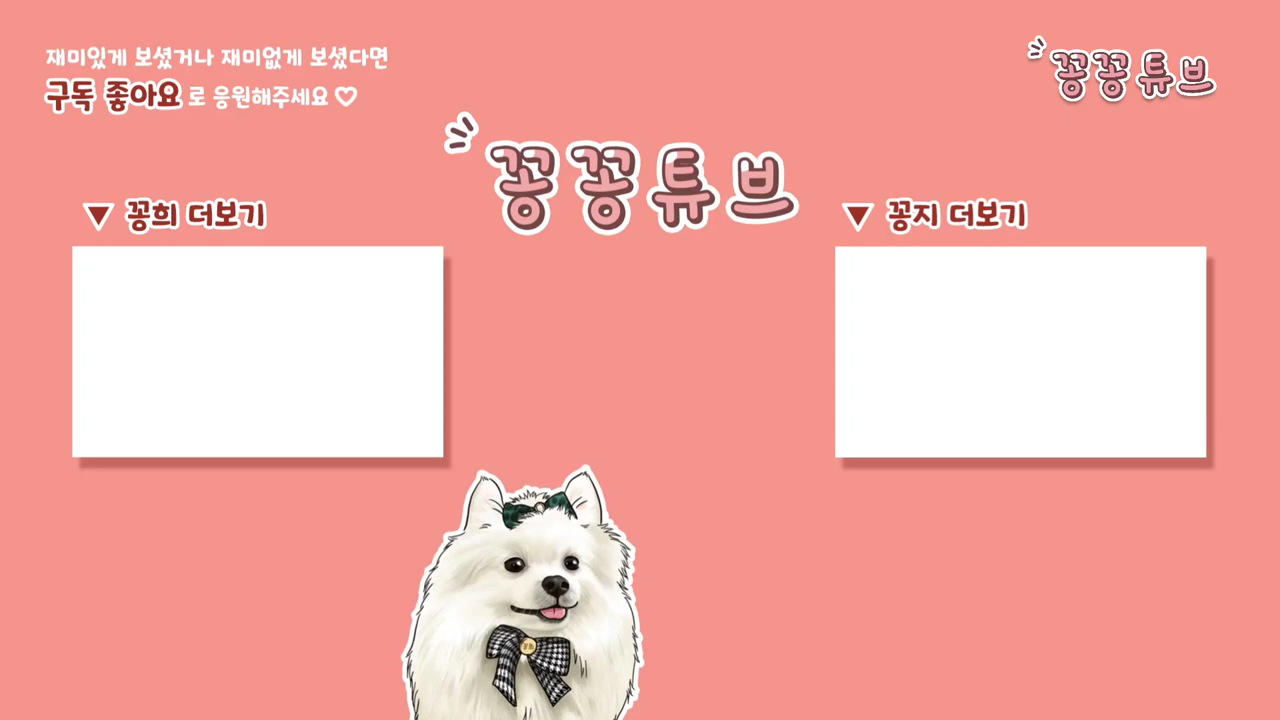 재미있게 보셨거나 재미없게 보셨다면
구독 좋아요 로 응원해주세요 ♡
꽁꽁튜브
꽁꽁튜브
▼ 꽁희 더보기
▼ 꽁지 더보기